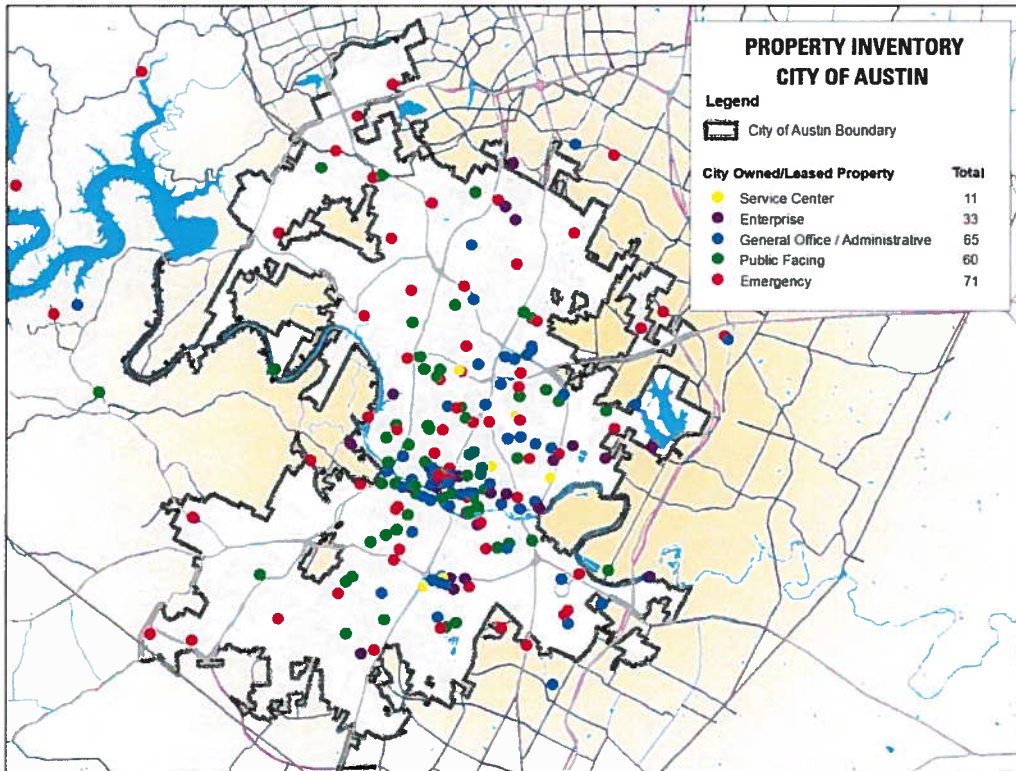 PROPERTY INVENTORY
CITY OF AUSTIN
Legend
City of Austin Boundary
City Owned/Leased Property Total
Service Center 11
Enterprise 33
General Office / Administrative 65
Public Facing 60
Emergency 71